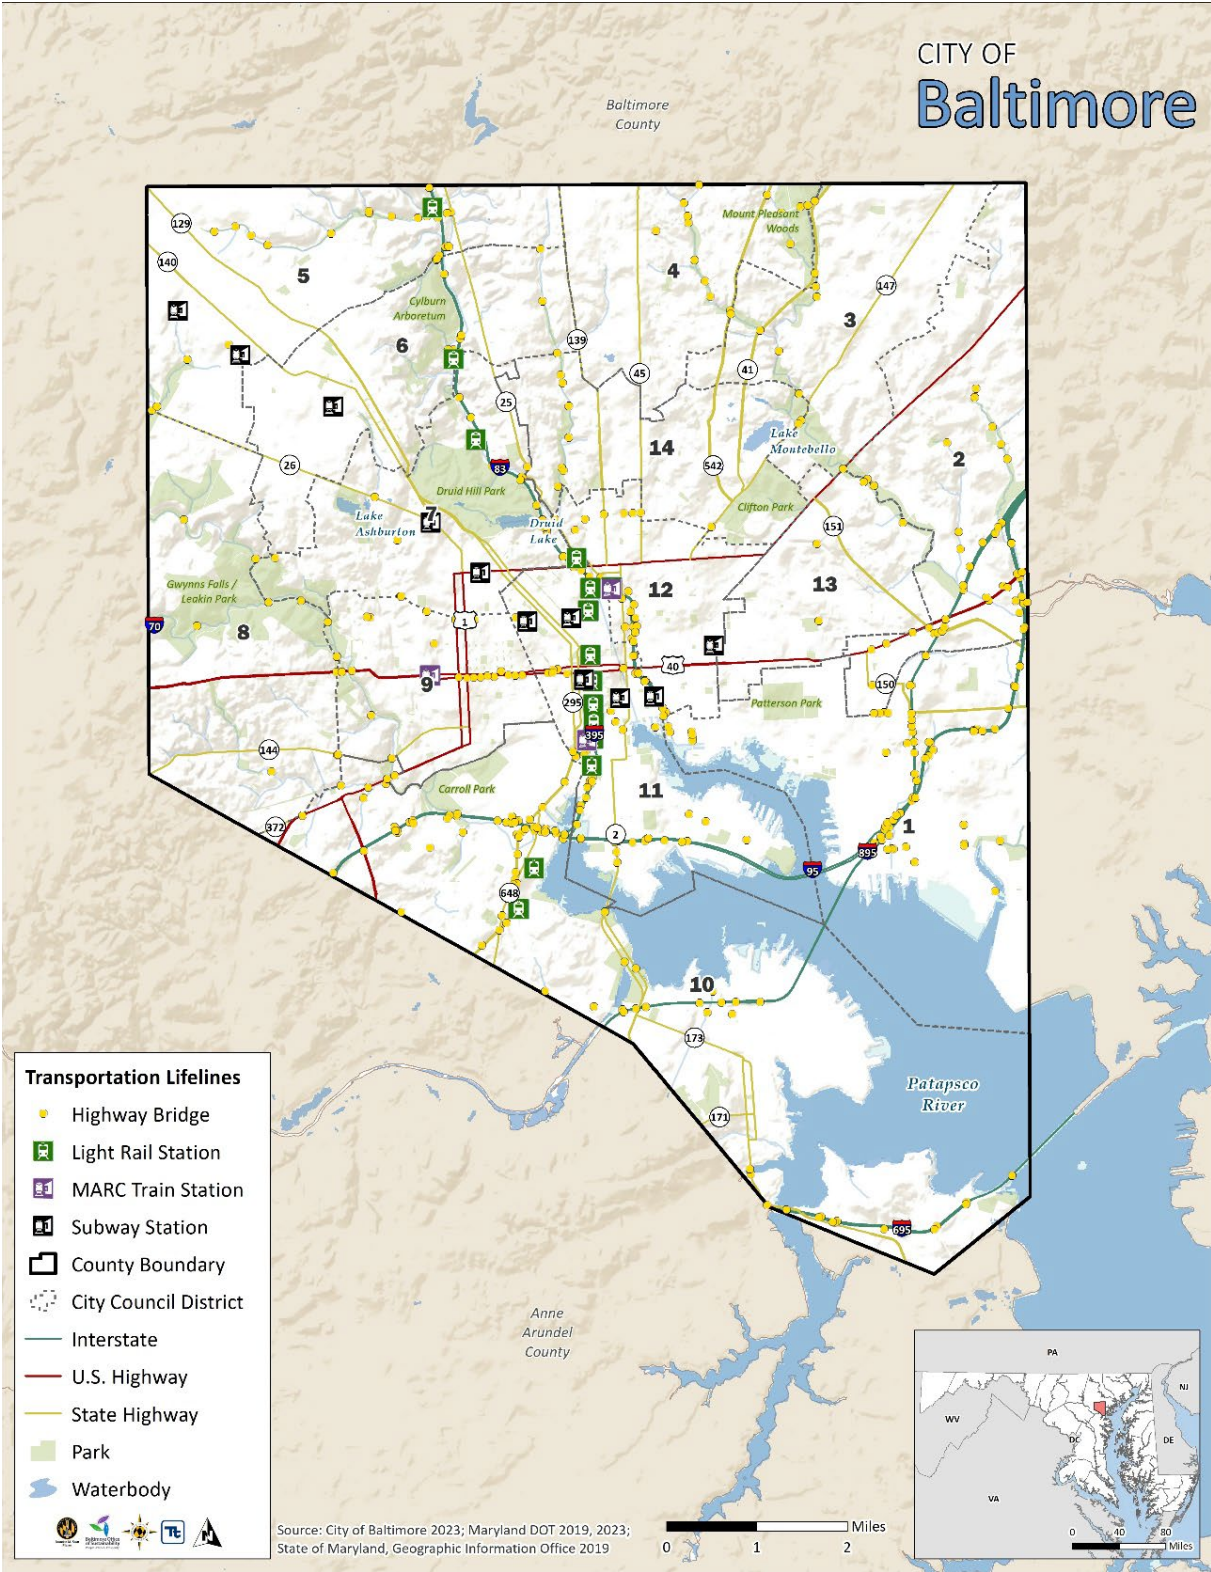 CITY OF
Baltimore
Baltimore
County
Mount Pleasant
Woods
129
5
4
140
147
Cylburn
Arboretum
3
6
139
45
41
25
Lake
Montebello
14
2
26
542
83
Druid Hill Park
Clifton Park
7
Lake
Ashburton
Druid
Lake
151
Gwynns Falls /
Leakin Park
12
13
70
8
1
40
9
150
295
Patterson Park
395
144
Carroll Park
11
372
2
1
895
95
648
10
173
Patapsco
River
171
695
Transportation Lifelines
Highway Bridge
Light Rail Station
MARC Train Station
Subway Station
County Boundary
City Council District
Interstate
U.S. Highway
State Highway
Park
Waterbody
Anne
Arundel
County
Source: City of Baltimore 2023; Maryland DOT 2019, 2023;
State of Maryland, Geographic Information Office 2019
Miles
0 1 2
PA
NJ
WV
DC
DE
VA
0 40 80
Miles
Tt
N